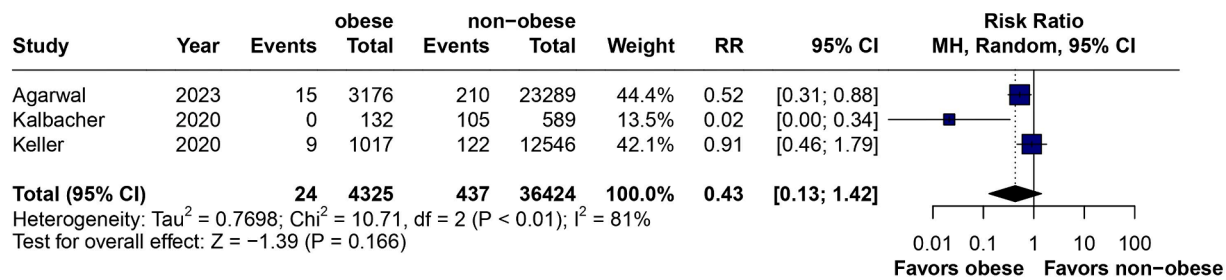 obese non−obese Risk Ratio
Study Year Events Total Events Total Weight RR 95% CI MH, Random, 95% CI
Agarwal 2023 15 3176 210 23289 44.4% 0.52 [0.31; 0.88]
Kalbacher 2020 0 132 105 589 13.5% 0.02 [0.00; 0.34]
Keller 2020 9 1017 122 12546 42.1% 0.91 [0.46; 1.79]
Total (95% CI) 24 4325 437 36424 100.0% 0.43 [0.13; 1.42]
Heterogeneity: Tau² = 0.7698; Chi² = 10.71, df = 2 (P < 0.01); I² = 81%
Test for overall effect: Z = −1.39 (P = 0.166)
0.01 0.1 1 10 100
Favors obese Favors non−obese